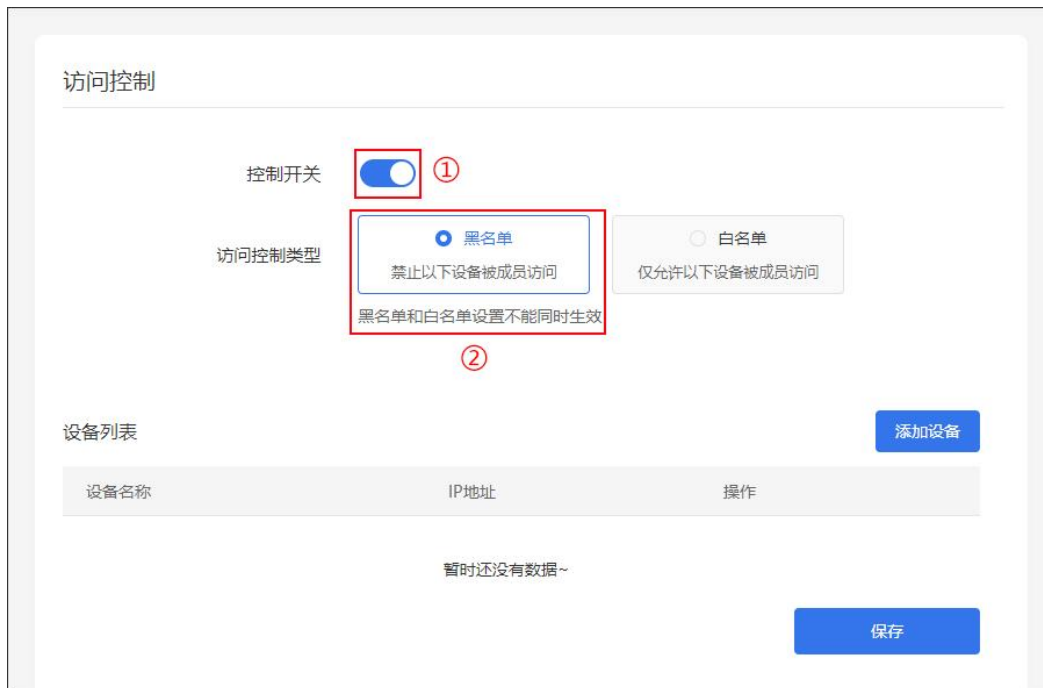 访问控制
控制开关 ①
访问控制类型 黑名单 白名单
禁止以下设备被成员访问 仅允许以下设备被成员访问
黑名单和白名单设置不能同时生效
②
设备列表 添加设备
设备名称 IP地址 操作
暂时还没有数据~
保存